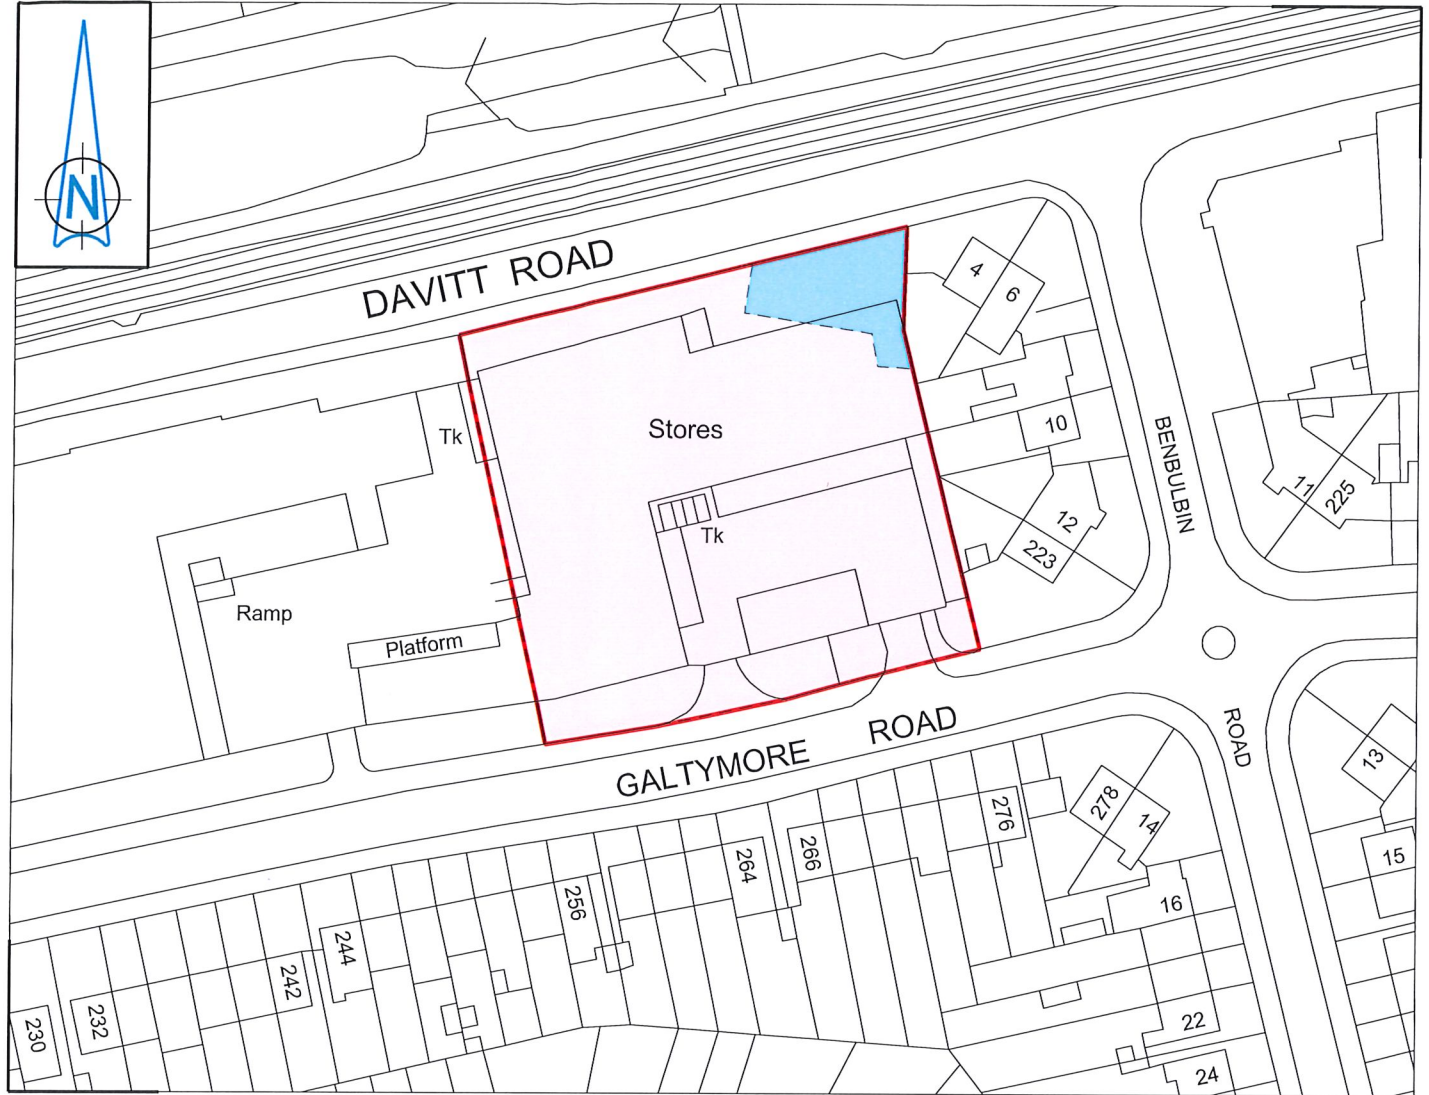 N
DAVITT ROAD
4
6
Tk
Stores
10
BENBULBIN
11
225
Tk
12
223
Ramp
Platform
ROAD
GALTYMORE ROAD
13
278
14
276
15
266
264
16
256
244
242
232
230
22
24